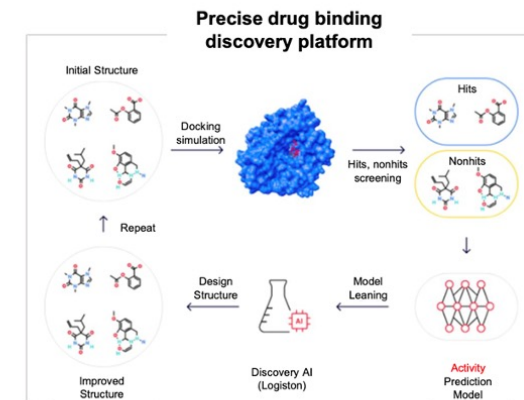 Precise drug binding
discovery platform
Initial Structure
Docking
simulation
Hits, nonhits
screening
Hits
Nonhits
Repeat
Design
Structure
Model
Leaning
AI
Improved
Structure
Discovery AI
(Logiston)
Activity
Prediction
Model